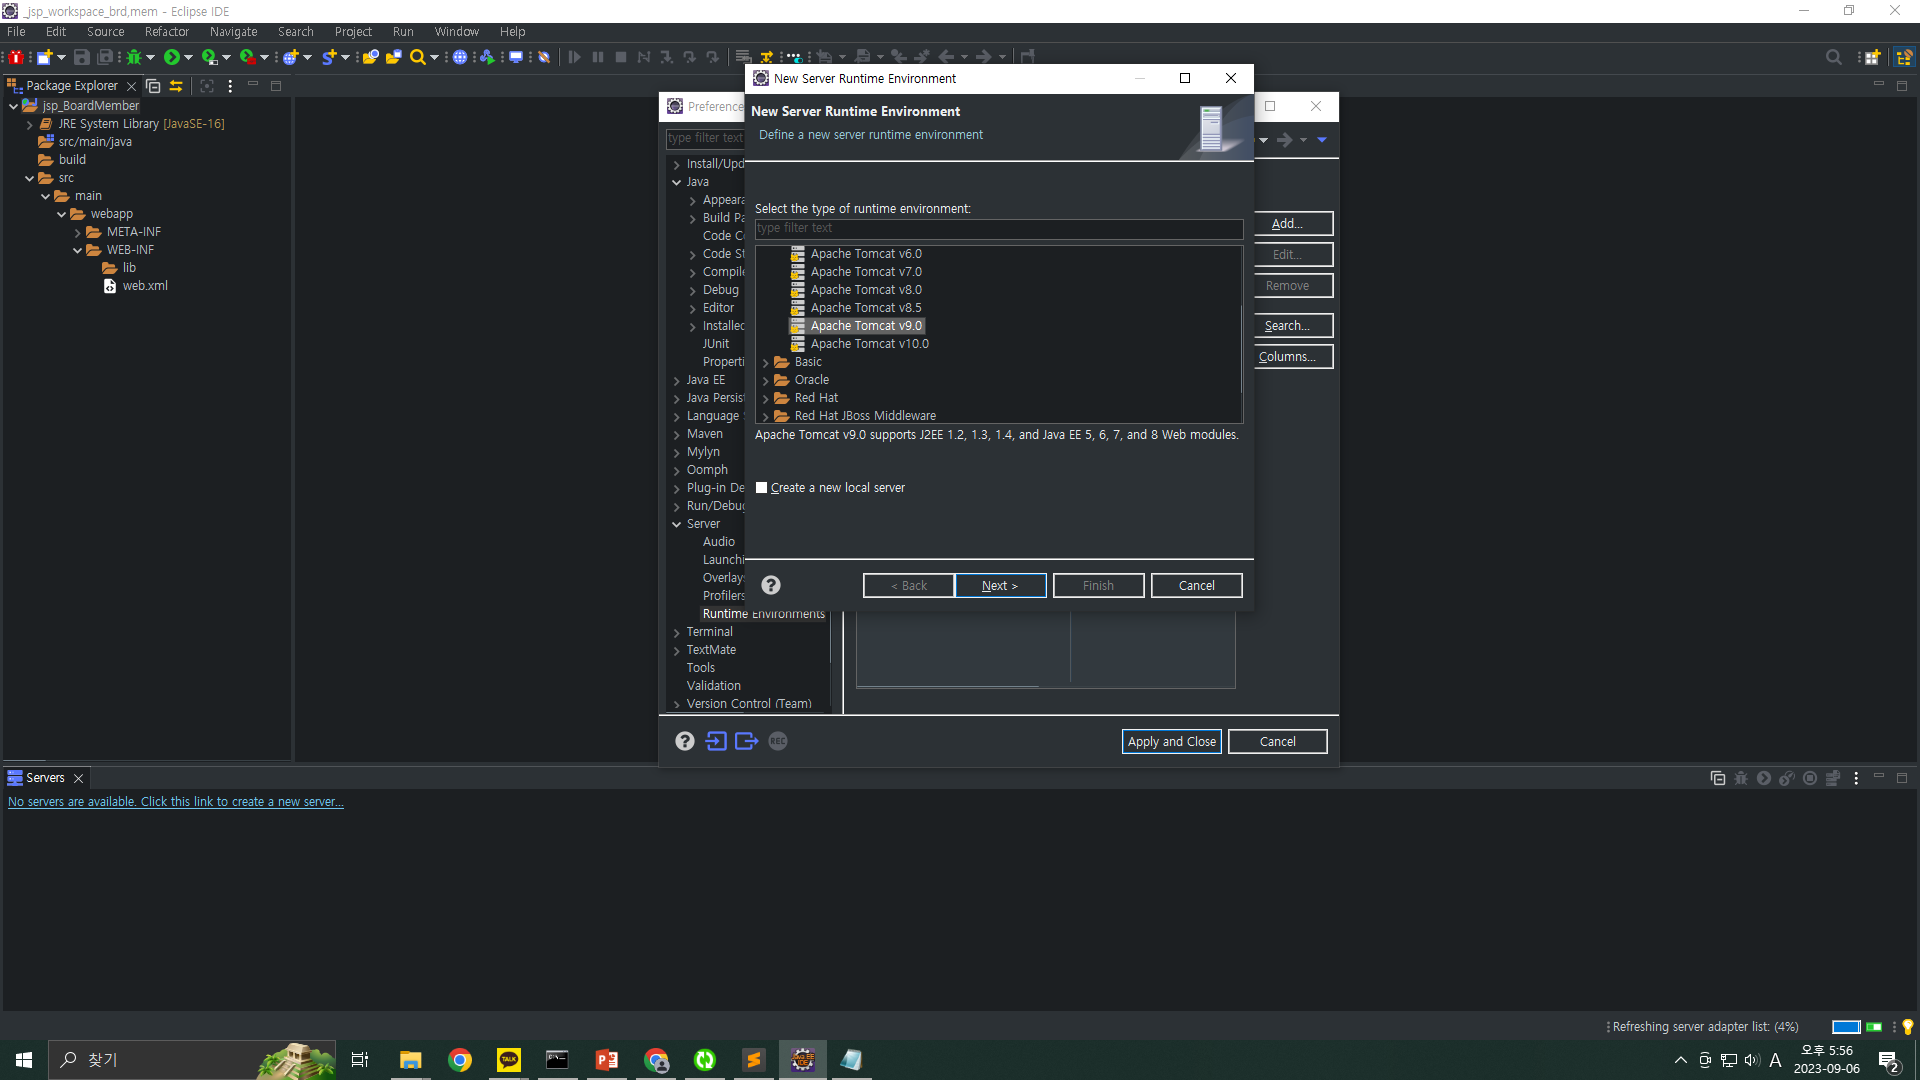 _jsp_workspace_brd,mem - Eclipse IDE
File Edit Source Refactor Navigate Search Project Run Window Help
Package Explorer
jsp_BoardMember
JRE System Library [JavaSE-16]
src/main/java
build
src
main
webapp
META-INF
WEB-INF
lib
web.xml
Preference
type filter text
Install/Upd
Java
Appeara
Build Pa
Code Co
Code St
Compile
Debug
Editor
Installed
JUnit
Properti
Java EE
Java Persist
Language
Maven
Mylyn
Oomph
Plug-in De
Run/Debug
Server
Audio
Launchi
Overlays
Profilers
Runtime Environments
Terminal
TextMate
Tools
Validation
Version Control (Team)
Add...
Edit...
Remove
Search...
Columns...
REC
Apply and Close
Cancel
New Server Runtime Environment
New Server Runtime Environment
Define a new server runtime environment
Select the type of runtime environment:
type filter text
Apache Tomcat v6.0
Apache Tomcat v7.0
Apache Tomcat v8.0
Apache Tomcat v8.5
Apache Tomcat v9.0
Apache Tomcat v10.0
Basic
Oracle
Red Hat
Red Hat JBoss Middleware
Apache Tomcat v9.0 supports J2EE 1.2, 1.3, 1.4, and Java EE 5, 6, 7, and 8 Web modules.
Create a new local server
< Back
Next >
Finish
Cancel
Servers
No servers are available. Click this link to create a new server...
Refreshing server adapter list: (4%)
찾기
TALK
A
오후 5:56
2023-09-06
2